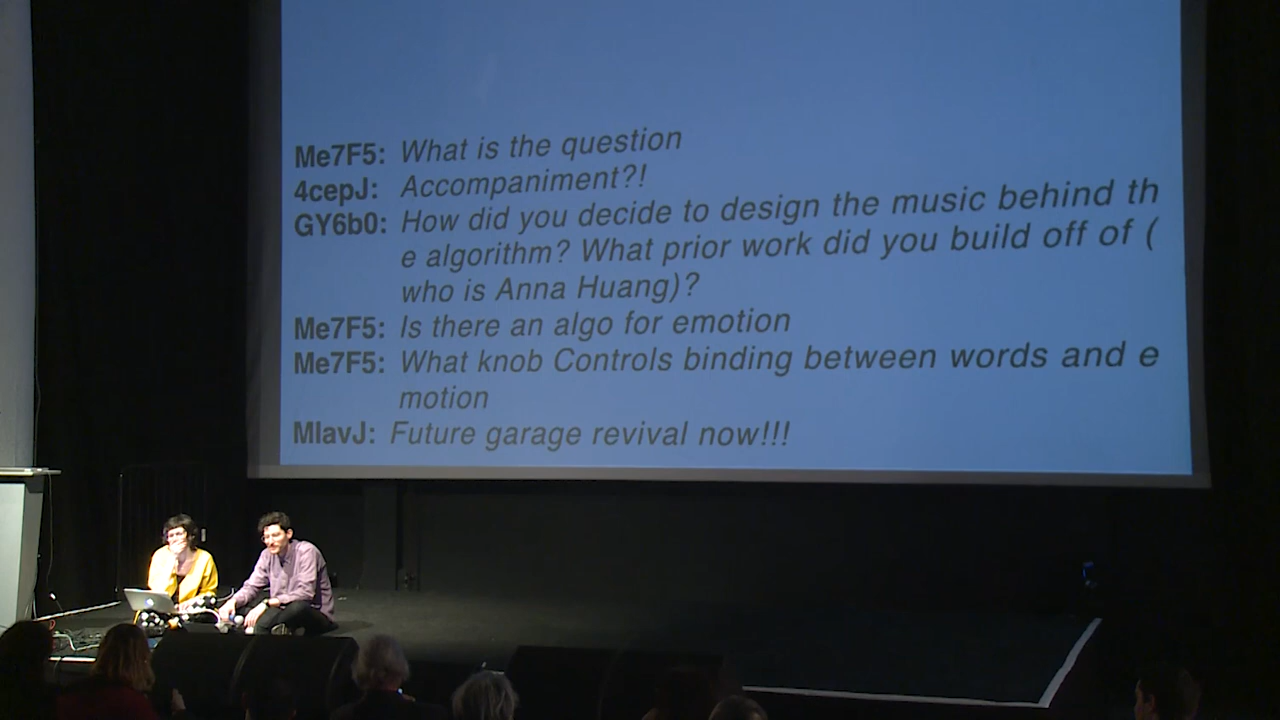 Me7F5: What is the question
4cepJ: Accompaniment?!
GY6b0: How did you decide to design the music behind th
e algorithm? What prior work did you build off of (
who is Anna Huang)?
Me7F5: Is there an algo for emotion
Me7F5: What knob Controls binding between words and e
motion
MlavJ: Future garage revival now!!!